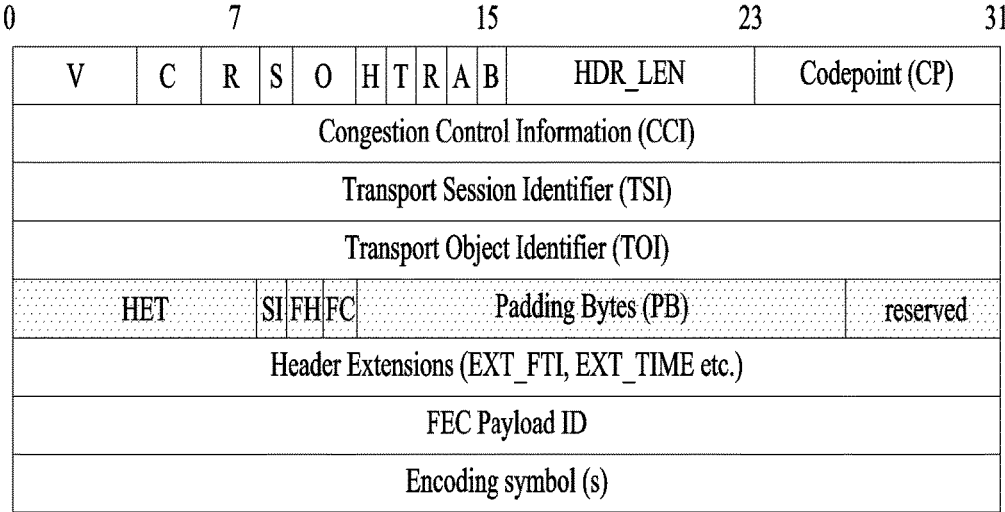 0 7 15 23 31
V C R S O H T R A B HDR_LEN Codepoint (CP)
Congestion Control Information (CCI)
Transport Session Identifier (TSI)
Transport Object Identifier (TOI)
HET SI FH FC Padding Bytes (PB) reserved
Header Extensions (EXT_FTI, EXT_TIME etc.)
FEC Payload ID
Encoding symbol (s)